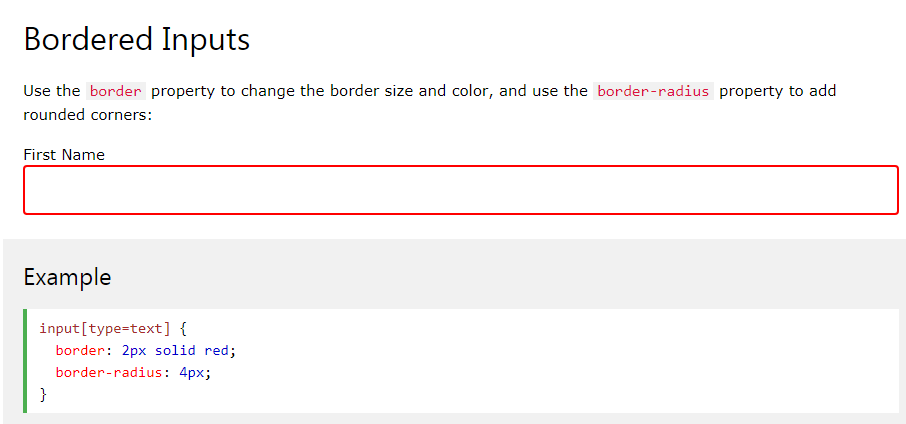 Bordered Inputs
Use the border property to change the border size and color, and use the border-radius property to add
rounded corners:
First Name
Example
input[type=text] {
  border: 2px solid red;
  border-radius: 4px;
}